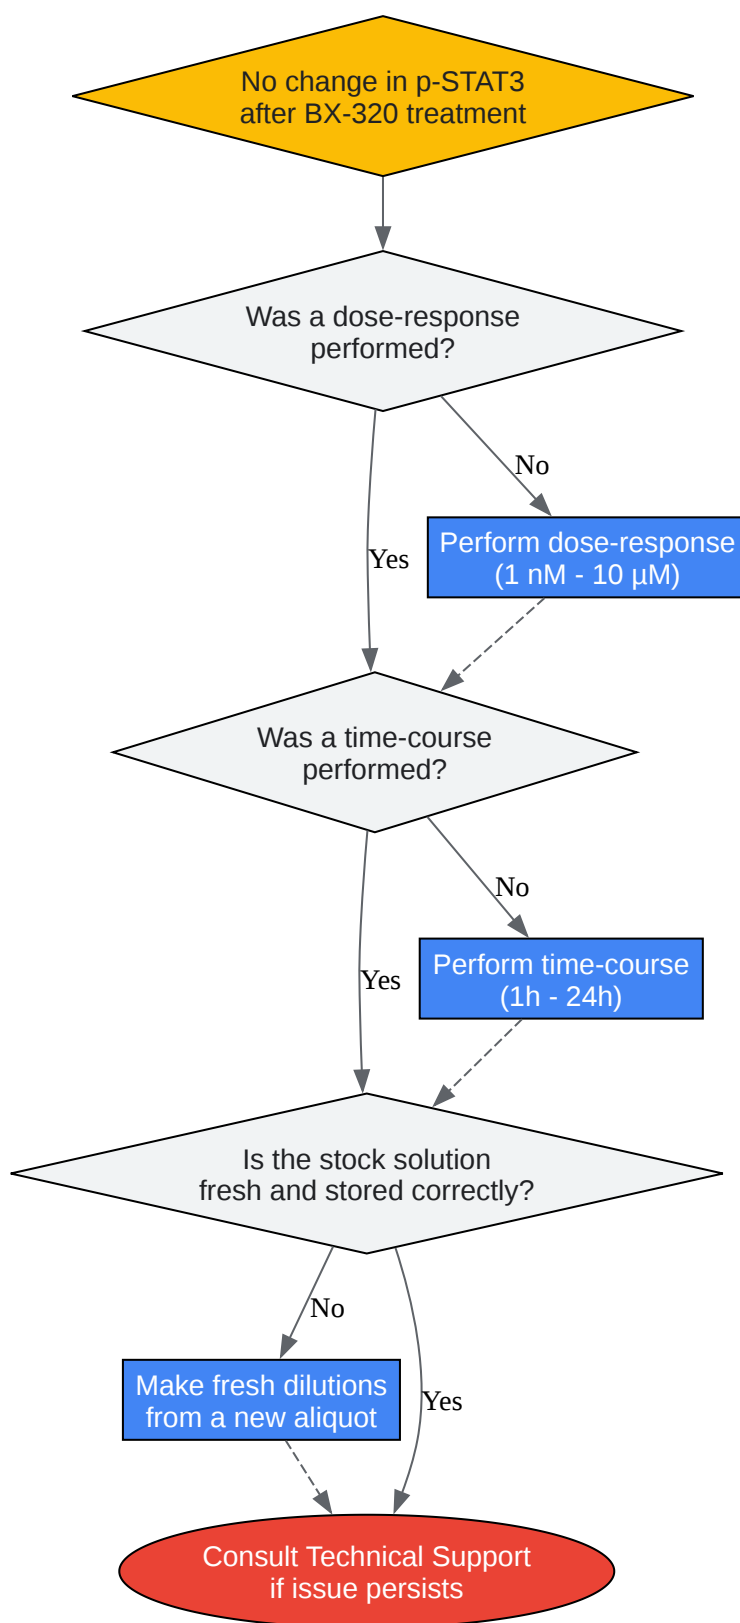 No change in p-STAT3
after BX-320 treatment
Was a dose-response
performed?
No
Yes
Perform dose-response
(1 nM - 10 µM)
Was a time-course
performed?
No
Yes
Perform time-course
(1h - 24h)
Is the stock solution
fresh and stored correctly?
No
Make fresh dilutions
from a new aliquot
Yes
Consult Technical Support
if issue persists